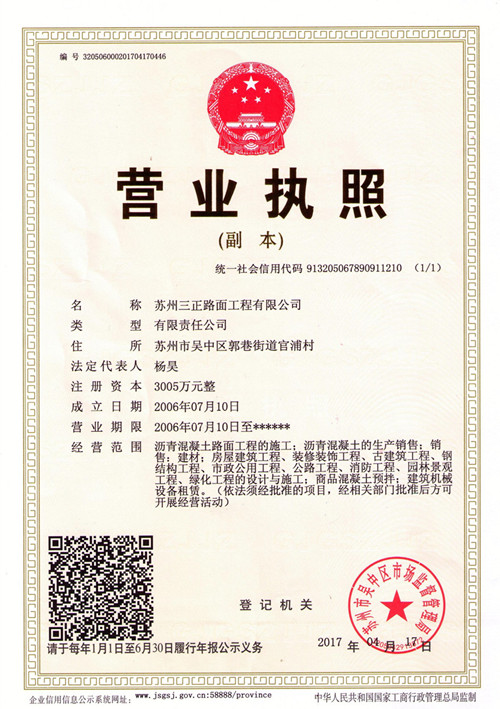 编 号 320506000201704170446
营业执照
(副 本)
统一社会信用代码 913205067890911210 (1/1)
名 称 苏州三正路面工程有限公司
类 型 有限责任公司
住 所 苏州市吴中区郭巷街道官浦村
法定代表人 杨昊
注册资本 3005万元整
成立日期 2006年07月10日
营业期限 2006年07月10日至******
经营范围 沥青混凝土路面工程的施工；沥青混凝土的生产销售；销
售：建材；房屋建筑工程、装修装饰工程、古建筑工程、钢
结构工程、市政公用工程、公路工程、消防工程、园林景观
工程、绿化工程的设计与施工；商品混凝土预拌；建筑机械
设备租赁。（依法须经批准的项目，经相关部门批准后方可
开展经营活动）
登记机关
苏州市吴中区市场监督管理局
2017 年 04 月 17 日
请于每年1月1日至6月30日履行年报公示义务
企业信用信息公示系统网址： www.jsgsj.gov.cn:58888/province
中华人民共和国国家工商行政管理总局监制